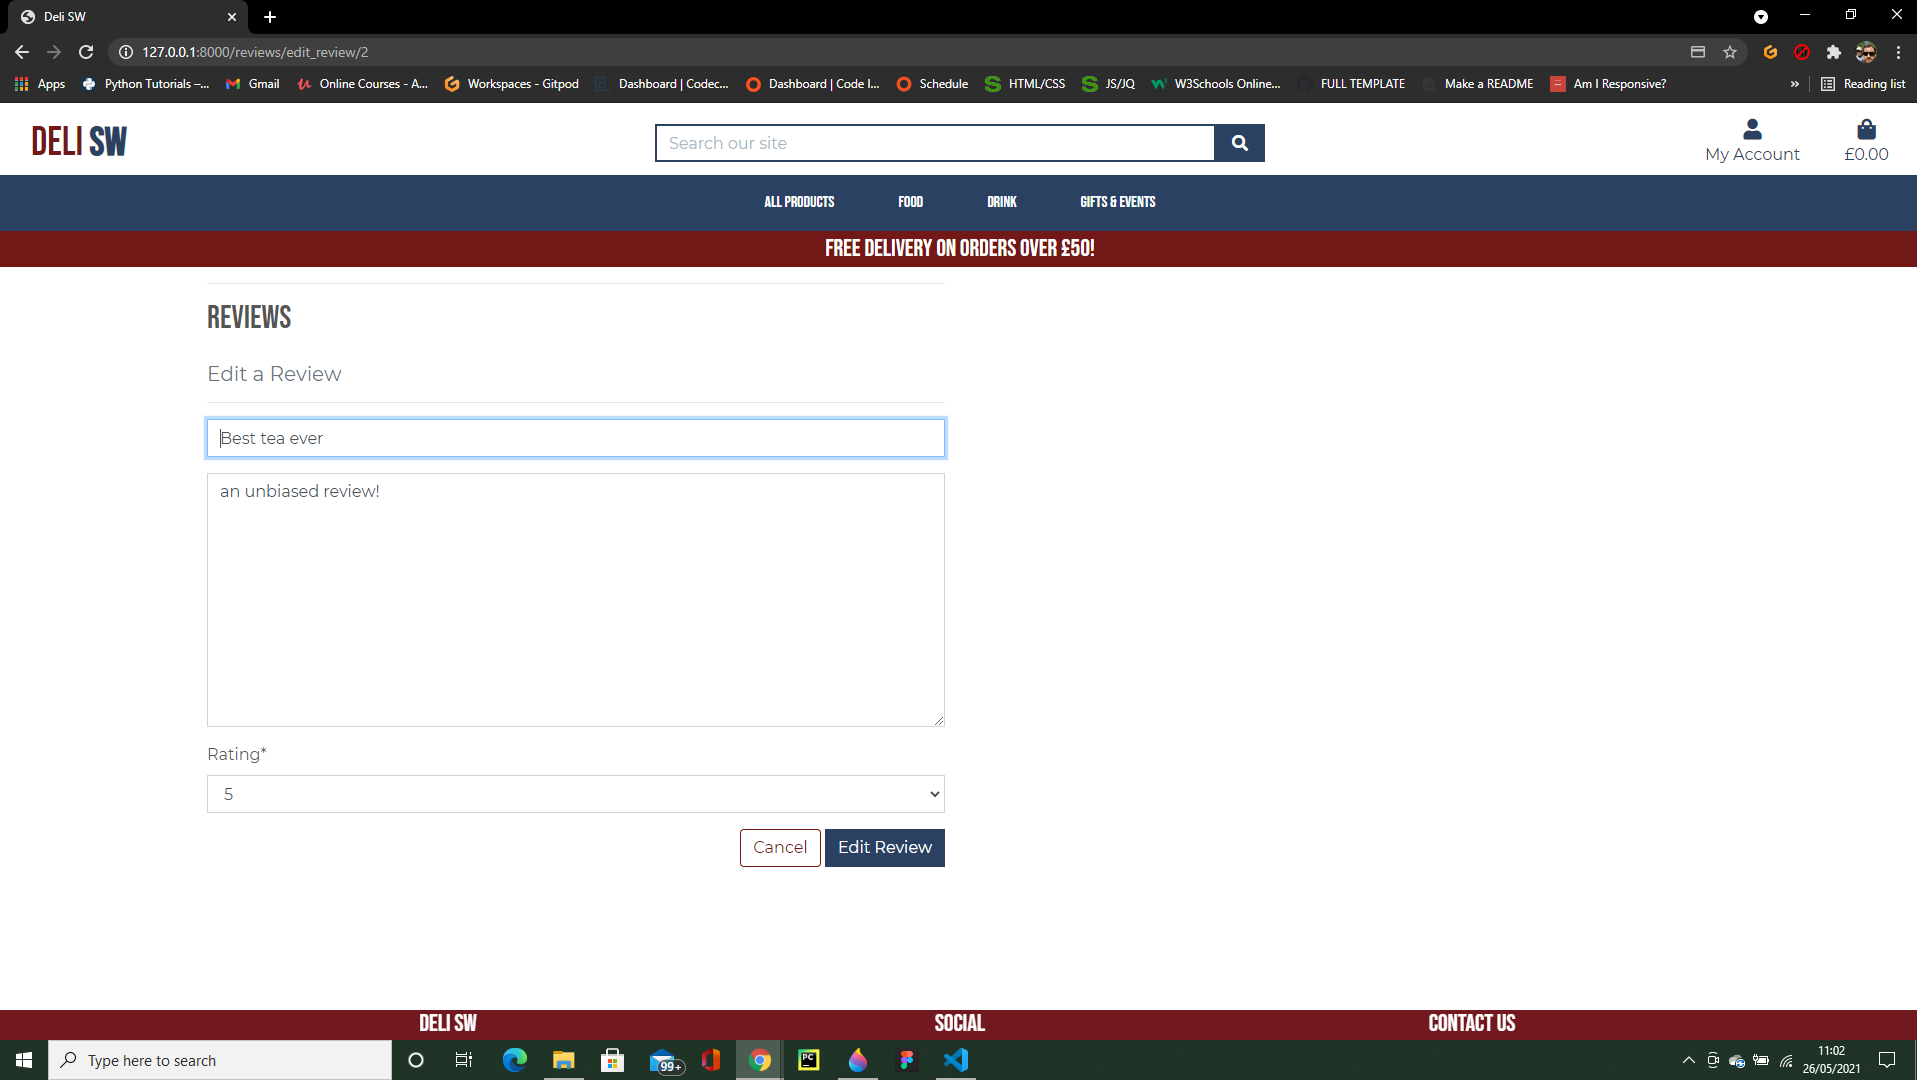 Deli SW
127.0.0.1:8000/reviews/edit_review/2
Apps
Python Tutorials –...
Gmail
Online Courses - A...
Workspaces - Gitpod
Dashboard | Codec...
Dashboard | Code I...
Schedule
HTML/CSS
JS/JQ
W3Schools Online...
FULL TEMPLATE
Make a README
Am I Responsive?
»
Reading list
DELI SW
Search our site
My Account
£0.00
ALL PRODUCTS
FOOD
DRINK
GIFTS & EVENTS
FREE DELIVERY ON ORDERS OVER £50!
REVIEWS
Edit a Review
Best tea ever
an unbiased review!
Rating*
5
Cancel
Edit Review
DELI SW
SOCIAL
CONTACT US
Type here to search
99+
PC
11:02
26/05/2021